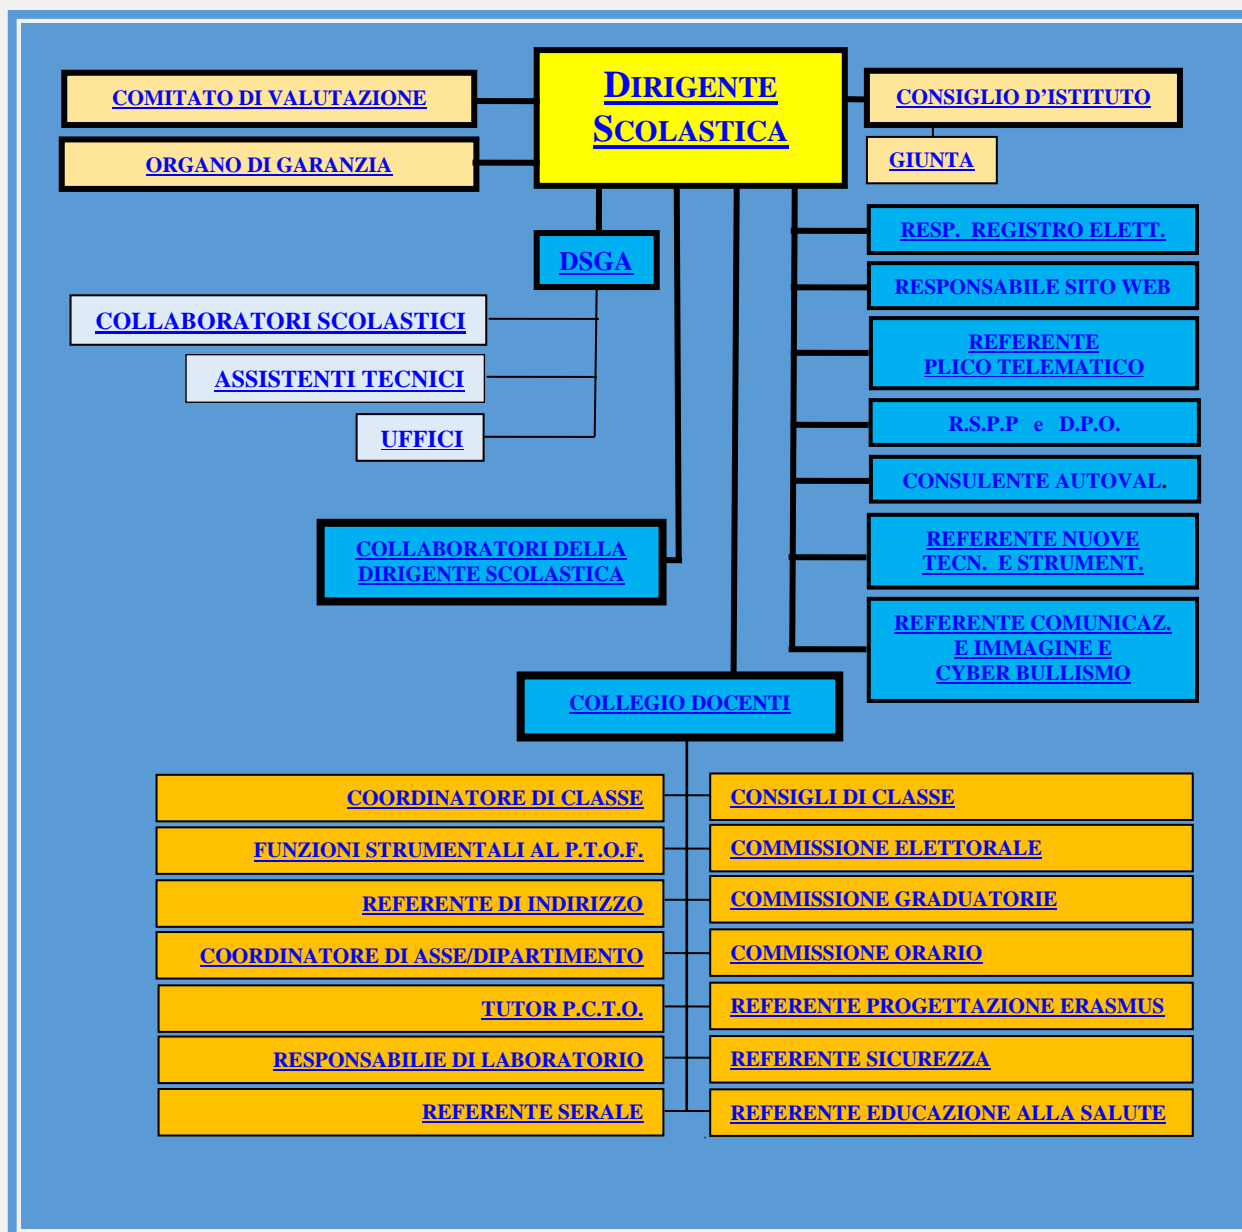 DIRIGENTE
SCOLASTICA
COMITATO DI VALUTAZIONE
ORGANO DI GARANZIA
CONSIGLIO D'ISTITUTO
GIUNTA
DSGA
COLLABORATORI SCOLASTICI
ASSISTENTI TECNICI
UFFICI
RESP. REGISTRO ELETT.
RESPONSABILE SITO WEB
REFERENTE
PLICO TELEMATICO
R.S.P.P e D.P.O.
CONSULENTE AUTOVAL.
REFERENTE NUOVE
TECN. E STRUMENT.
REFERENTE COMUNICAZ.
E IMMAGINE E
CYBER BULLISMO
COLLABORATORI DELLA
DIRIGENTE SCOLASTICA
COLLEGIO DOCENTI
COORDINATORE DI CLASSE
FUNZIONI STRUMENTALI AL P.T.O.F.
REFERENTE DI INDIRIZZO
COORDINATORE DI ASSE/DIPARTIMENTO
TUTOR P.C.T.O.
RESPONSABILIE DI LABORATORIO
REFERENTE SERALE
CONSIGLI DI CLASSE
COMMISSIONE ELETTORALE
COMMISSIONE GRADUATORIE
COMMISSIONE ORARIO
REFERENTE PROGETTAZIONE ERASMUS
REFERENTE SICUREZZA
REFERENTE EDUCAZIONE ALLA SALUTE